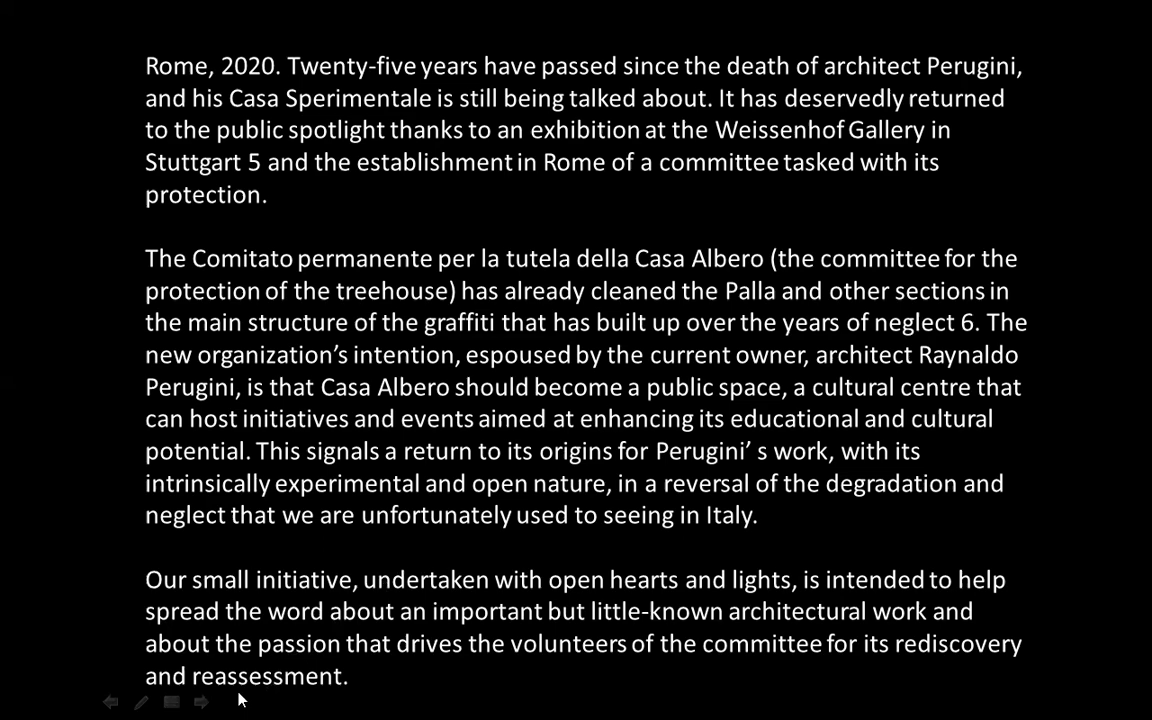 Rome, 2020. Twenty-five years have passed since the death of architect Perugini,
and his Casa Sperimentale is still being talked about. It has deservedly returned
to the public spotlight thanks to an exhibition at the Weissenhof Gallery in
Stuttgart 5 and the establishment in Rome of a committee tasked with its
protection.
The Comitato permanente per la tutela della Casa Albero (the committee for the
protection of the treehouse) has already cleaned the Palla and other sections in
the main structure of the graffiti that has built up over the years of neglect 6. The
new organization’s intention, espoused by the current owner, architect Raynaldo
Perugini, is that Casa Albero should become a public space, a cultural centre that
can host initiatives and events aimed at enhancing its educational and cultural
potential. This signals a return to its origins for Perugini’ s work, with its
intrinsically experimental and open nature, in a reversal of the degradation and
neglect that we are unfortunately used to seeing in Italy.
Our small initiative, undertaken with open hearts and lights, is intended to help
spread the word about an important but little-known architectural work and
about the passion that drives the volunteers of the committee for its rediscovery
and reassessment.